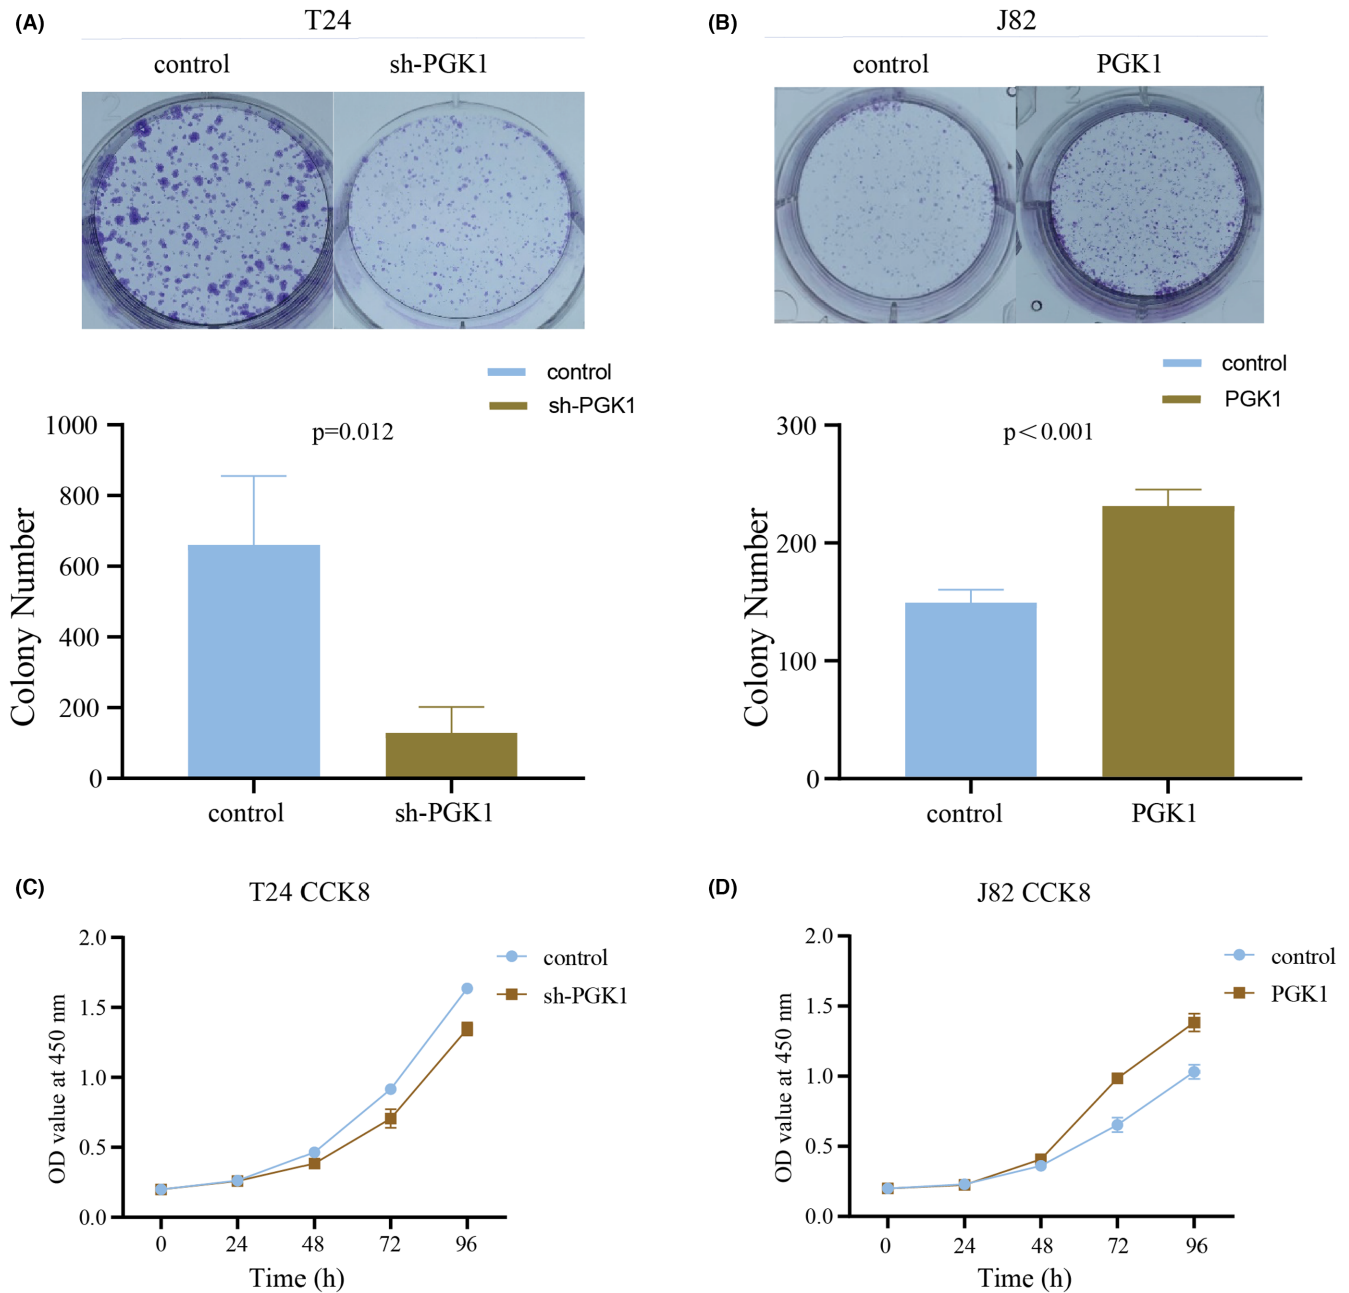 (A)
T24
control sh-PGK1
control
sh-PGK1
p=0.012
Colony Number
1000
800
600
400
200
0
control sh-PGK1
(B)
J82
control PGK1
2
control
PGK1
p<0.001
Colony Number
300
200
100
0
control PGK1
(C)
T24 CCK8
control
sh-PGK1
OD value at 450 nm
2.0
1.5
1.0
0.5
0.0
0 24 48 72 96
Time (h)
(D)
J82 CCK8
control
PGK1
OD value at 450 nm
2.0
1.5
1.0
0.5
0.0
0 24 48 72 96
Time (h)